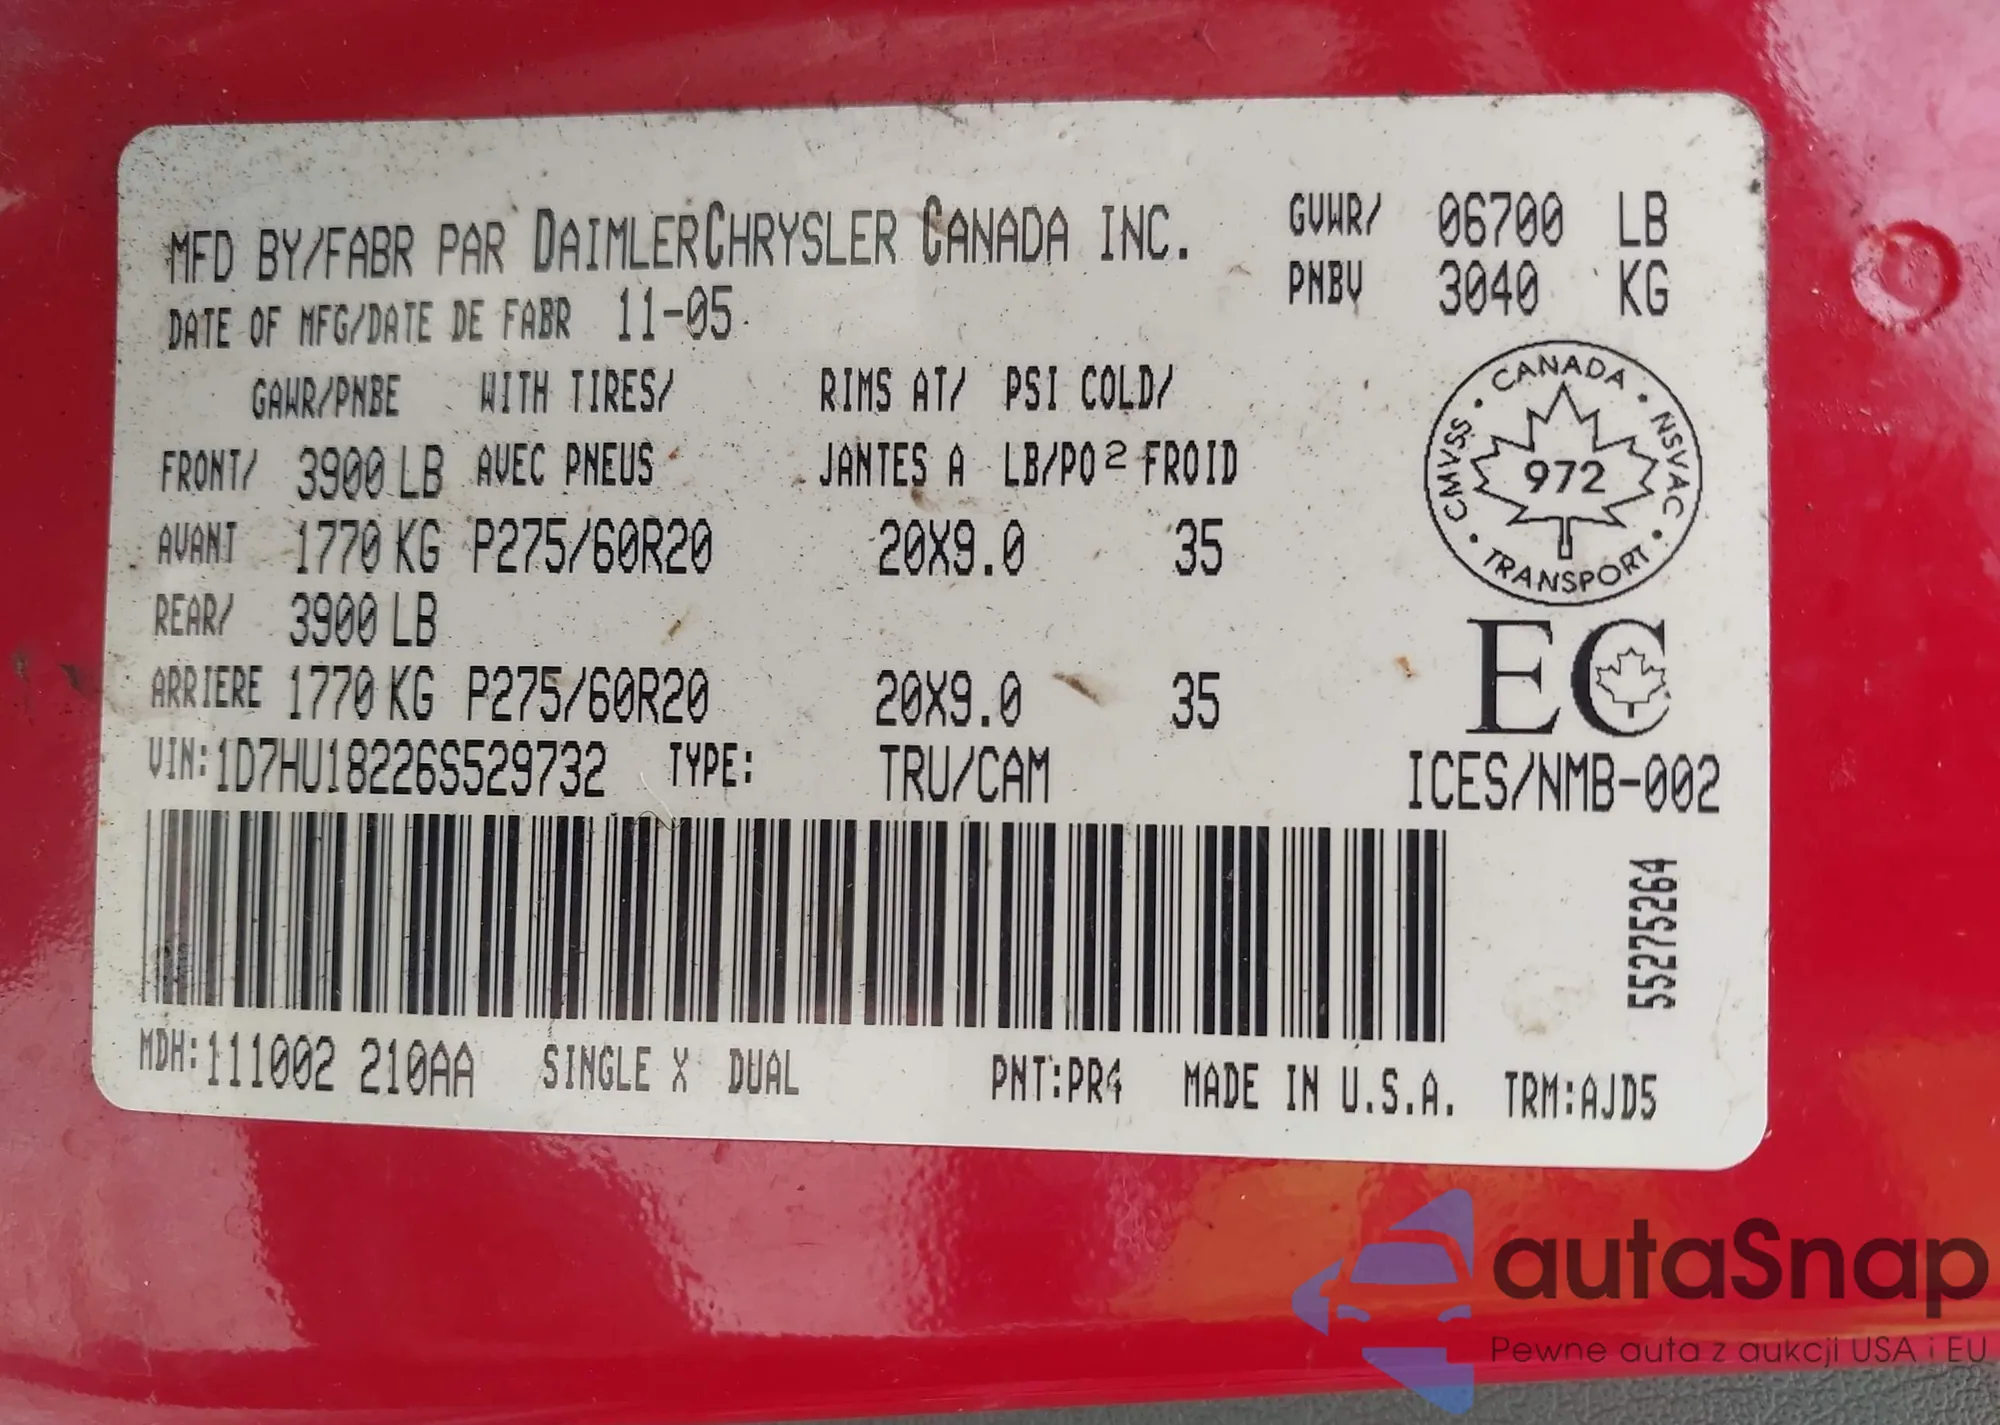 MFD BY/FABR PAR DAIMLERCHRYSLER CANADA INC.
GVWR/ 06700 LB
PNBV 3040 KG
DATE OF MFG/DATE DE FABR 11-05
GAWR/PNBE WITH TIRES/ RIMS AT/ PSI COLD/
FRONT/ 3900 LB AVEC PNEUS JANTES A LB/PO2 FROID
AVANT 1770 KG P275/60R20 20X9.0 35
REAR/ 3900 LB
ARRIERE 1770 KG P275/60R20 20X9.0 35
CANADA · NSVAC · TRANSPORT · CMVSS ·
972
EC
VIN: 1D7HU18226S529732 TYPE: TRU/CAM ICES/NMB-002
55275264
MDH: 111002 210AA SINGLE X DUAL PNT:PR4 MADE IN U.S.A. TRM:AJD5
autaSnap
Pewne auta z aukcji USA i EU